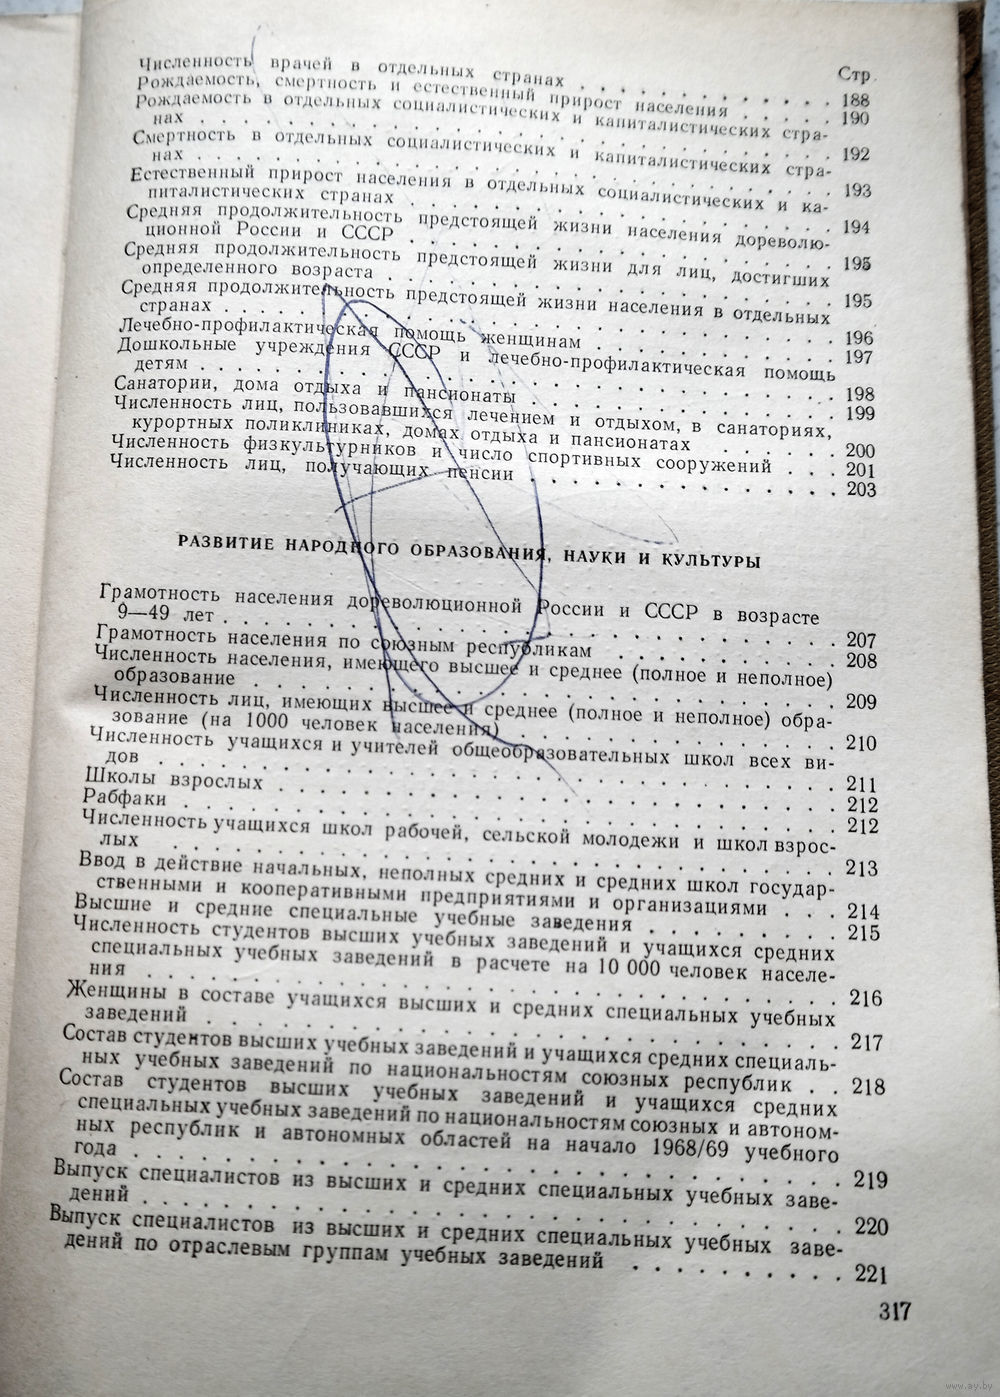 Стр.
Численность врачей в отдельных странах . . . . . . . . . . . . . 188
Рождаемость, смертность и естественный прирост населения . . . . . 190
Рождаемость в отдельных социалистических и капиталистических стра-
нах . . . . . . . . . . . . . . . . . . . . . . . . . . . . . 192
Смертность в отдельных социалистических и капиталистических стра-
нах . . . . . . . . . . . . . . . . . . . . . . . . . . . . . 193
Естественный прирост населения в отдельных социалистических и ка-
питалистических странах . . . . . . . . . . . . . . . . . . . 194
Средняя продолжительность предстоящей жизни населения дореволю-
ционной России и СССР . . . . . . . . . . . . . . . . . . . 195
Средняя продолжительность предстоящей жизни для лиц, достигших
определенного возраста . . . . . . . . . . . . . . . . . . . . 195
Средняя продолжительность предстоящей жизни населения в отдельных
странах . . . . . . . . . . . . . . . . . . . . . . . . . . . 196
Лечебно-профилактическая помощь женщинам . . . . . . . . . . 197
Дошкольные учреждения СССР и лечебно-профилактическая помощь
детям . . . . . . . . . . . . . . . . . . . . . . . . . . . . 198
Санатории, дома отдыха и пансионаты . . . . . . . . . . . . . 199
Численность лиц, пользовавшихся лечением и отдыхом, в санаториях,
курортных поликлиниках, домах отдыха и пансионатах . . . . . . 200
Численность физкультурников и число спортивных сооружений . . . 201
Численность лиц, получающих пенсии . . . . . . . . . . . . . . 203
РАЗВИТИЕ НАРОДНОГО ОБРАЗОВАНИЯ, НАУКИ И КУЛЬТУРЫ
Грамотность населения дореволюционной России и СССР в возрасте
9—49 лет . . . . . . . . . . . . . . . . . . . . . . . . . . . 207
Грамотность населения по союзным республикам . . . . . . . . . 208
Численность населения, имеющего высшее и среднее (полное и неполное)
образование . . . . . . . . . . . . . . . . . . . . . . . . . 209
Численность лиц, имеющих высшее и среднее (полное и неполное) обра-
зование (на 1000 человек населения) . . . . . . . . . . . . . . 210
Численность учащихся и учителей общеобразовательных школ всех ви-
дов . . . . . . . . . . . . . . . . . . . . . . . . . . . . . 211
Школы взрослых . . . . . . . . . . . . . . . . . . . . . . . 212
Рабфаки . . . . . . . . . . . . . . . . . . . . . . . . . . . 212
Численность учащихся школ рабочей, сельской молодежи и школ взрос-
лых . . . . . . . . . . . . . . . . . . . . . . . . . . . . . 213
Ввод в действие начальных, неполных средних и средних школ государ-
ственными и кооперативными предприятиями и организациями . . . 214
Высшие и средние специальные учебные заведения . . . . . . . . . 215
Численность студентов высших учебных заведений и учащихся средних
специальных учебных заведений в расчете на 10 000 человек населе-
ния . . . . . . . . . . . . . . . . . . . . . . . . . . . . . 216
Женщины в составе учащихся высших и средних специальных учебных
заведений . . . . . . . . . . . . . . . . . . . . . . . . . . 217
Состав студентов высших учебных заведений и учащихся средних специаль-
ных учебных заведений по национальностям союзных республик . . 218
Состав студентов высших учебных заведений и учащихся средних
специальных учебных заведений по национальностям союзных и автоном-
ных республик и автономных областей на начало 1968/69 учебного
года . . . . . . . . . . . . . . . . . . . . . . . . . . . . . 219
Выпуск специалистов из высших и средних специальных учебных заве-
дений . . . . . . . . . . . . . . . . . . . . . . . . . . . . 220
Выпуск специалистов из высших и средних специальных учебных заве-
дений по отраслевым группам учебных заведений . . . . . . . . . . 221
317
www.ay.by